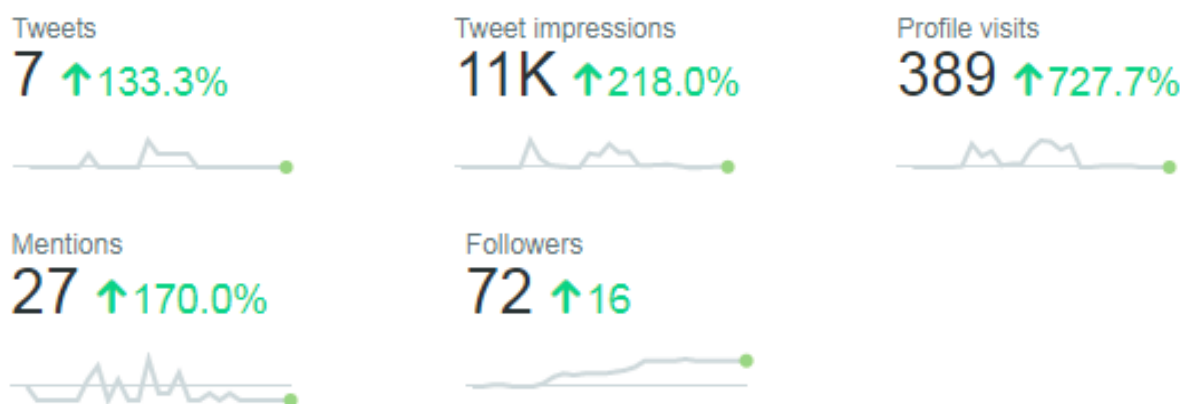 Tweets
7 ↑133.3%
Tweet impressions
11K ↑218.0%
Profile visits
389 ↑727.7%
Mentions
27 ↑170.0%
Followers
72 ↑16